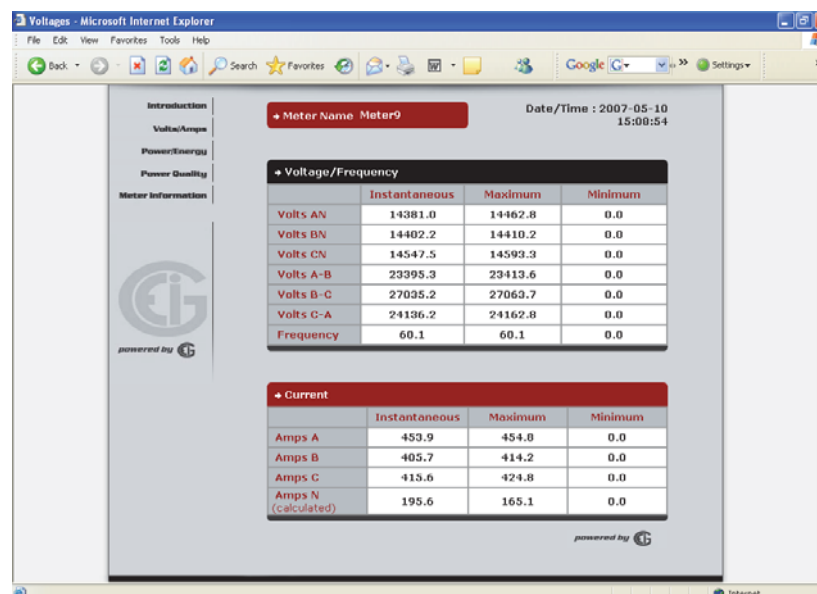 Voltages - Microsoft Internet Explorer
File Edit View Favorites Tools Help
Back Search Favorites W Google G Settings
Introduction
Volts/Amps
Power/Energy
Power Quality
Meter Information
EIG
powered by EIG
Meter Name Meter9
Date/Time : 2007-05-10
15:08:54
Voltage/Frequency
Instantaneous Maximum Minimum
Volts AN 14381.0 14462.8 0.0
Volts BN 14402.2 14410.2 0.0
Volts CN 14547.5 14593.3 0.0
Volts A-B 23395.3 23413.6 0.0
Volts B-C 27035.2 27063.7 0.0
Volts C-A 24136.2 24162.8 0.0
Frequency 60.1 60.1 0.0
Current
Instantaneous Maximum Minimum
Amps A 453.9 454.8 0.0
Amps B 405.7 414.2 0.0
Amps C 415.6 424.8 0.0
Amps N
(calculated) 195.6 165.1 0.0
powered by EIG
Internet